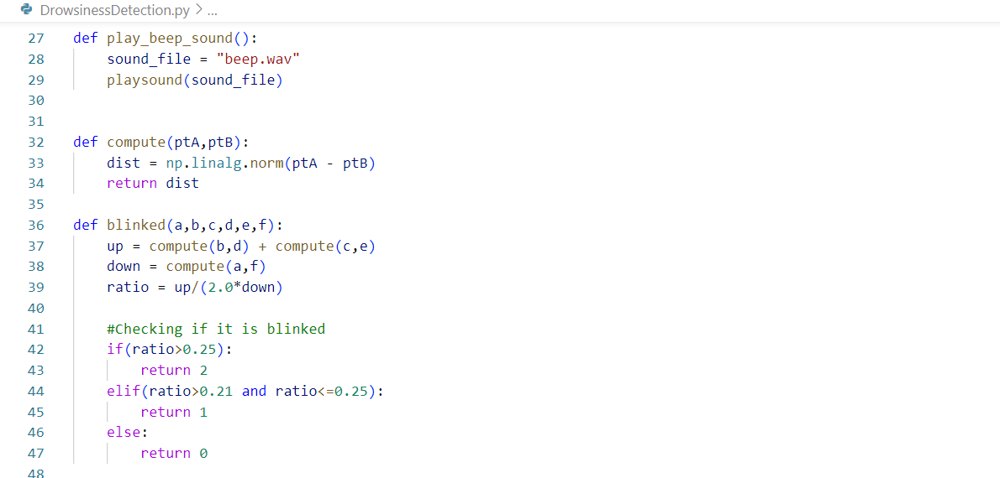 DrowsinessDetection.py > ...
27 def play_beep_sound():
28     sound_file = "beep.wav"
29     playsound(sound_file)
30
31
32 def compute(ptA,ptB):
33     dist = np.linalg.norm(ptA - ptB)
34     return dist
35
36 def blinked(a,b,c,d,e,f):
37     up = compute(b,d) + compute(c,e)
38     down = compute(a,f)
39     ratio = up/(2.0*down)
40
41     #Checking if it is blinked
42     if(ratio>0.25):
43         return 2
44     elif(ratio>0.21 and ratio<=0.25):
45         return 1
46     else:
47         return 0
48